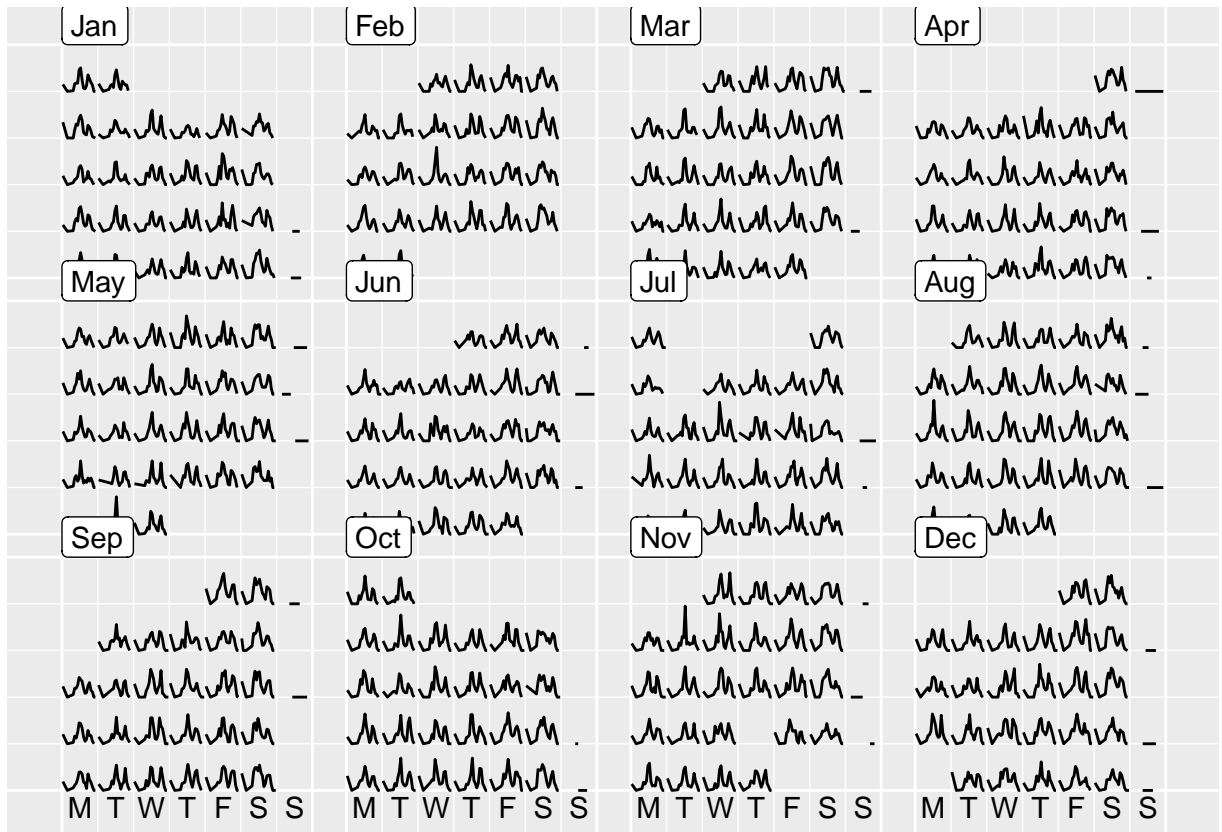 Jan
Feb
Mar
Apr
May
Jun
Jul
Aug
Sep
Oct
Nov
Dec
M T W T F S S M T W T F S S M T W T F S S M T W T F S S